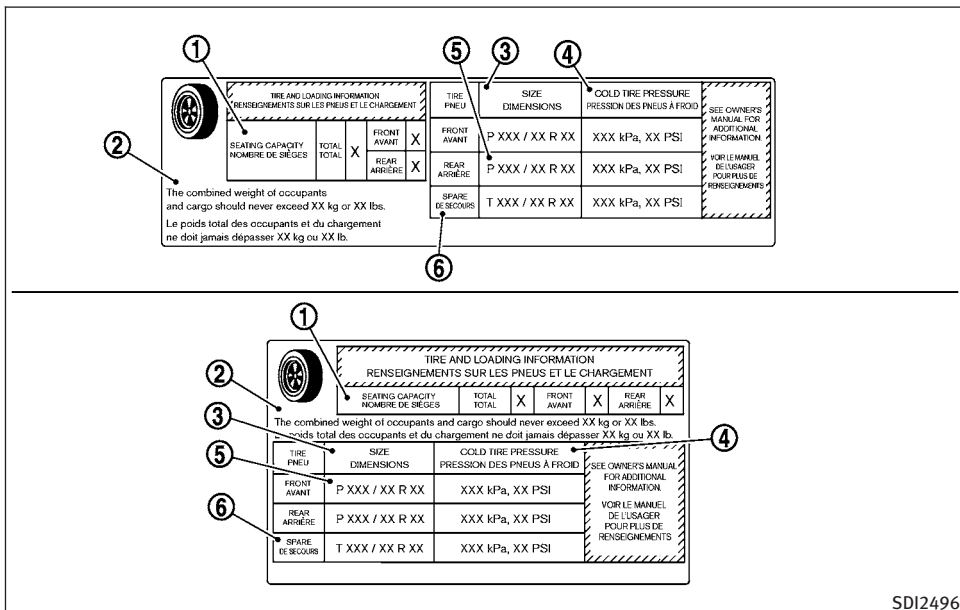 ① ⑤ ③ ④
TIRE AND LOADING INFORMATION
RENSEIGNEMENTS SUR LES PNEUS ET LE CHARGEMENT
SEATING CAPACITY
NOMBRE DE SIÈGES
TOTAL
TOTAL
X
FRONT
AVANT
X
REAR
ARRIÈRE
X
②
The combined weight of occupants
and cargo should never exceed XX kg or XX lbs.
Le poids total des occupants et du chargement
ne doit jamais dépasser XX kg ou XX lb.
TIRE
PNEU
SIZE
DIMENSIONS
COLD TIRE PRESSURE
PRESSION DES PNEUS À FROID
FRONT
AVANT
P XXX / XX R XX
XXX kPa, XX PSI
REAR
ARRIÈRE
P XXX / XX R XX
XXX kPa, XX PSI
SPARE
DE SECOURS
T XXX / XX R XX
XXX kPa, XX PSI
SEE OWNER'S
MANUAL FOR
ADDITIONAL
INFORMATION.
VOIR LE MANUEL
DE L'USAGER
POUR PLUS DE
RENSEIGNEMENTS
⑥
①
TIRE AND LOADING INFORMATION
RENSEIGNEMENTS SUR LES PNEUS ET LE CHARGEMENT
SEATING CAPACITY
NOMBRE DE SIÈGES
TOTAL
TOTAL
X
FRONT
AVANT
X
REAR
ARRIÈRE
X
②
The combined weight of occupants and cargo should never exceed XX kg or XX lbs.
Le poids total des occupants et du chargement ne doit jamais dépasser XX kg ou XX lb.
③
④
TIRE
PNEU
SIZE
DIMENSIONS
COLD TIRE PRESSURE
PRESSION DES PNEUS À FROID
⑤
FRONT
AVANT
P XXX / XX R XX
XXX kPa, XX PSI
REAR
ARRIÈRE
P XXX / XX R XX
XXX kPa, XX PSI
⑥
SPARE
DE SECOURS
T XXX / XX R XX
XXX kPa, XX PSI
SEE OWNER'S MANUAL
FOR ADDITIONAL
INFORMATION.
VOIR LE MANUEL
DE L'USAGER
POUR PLUS DE
RENSEIGNEMENTS
SDI2496